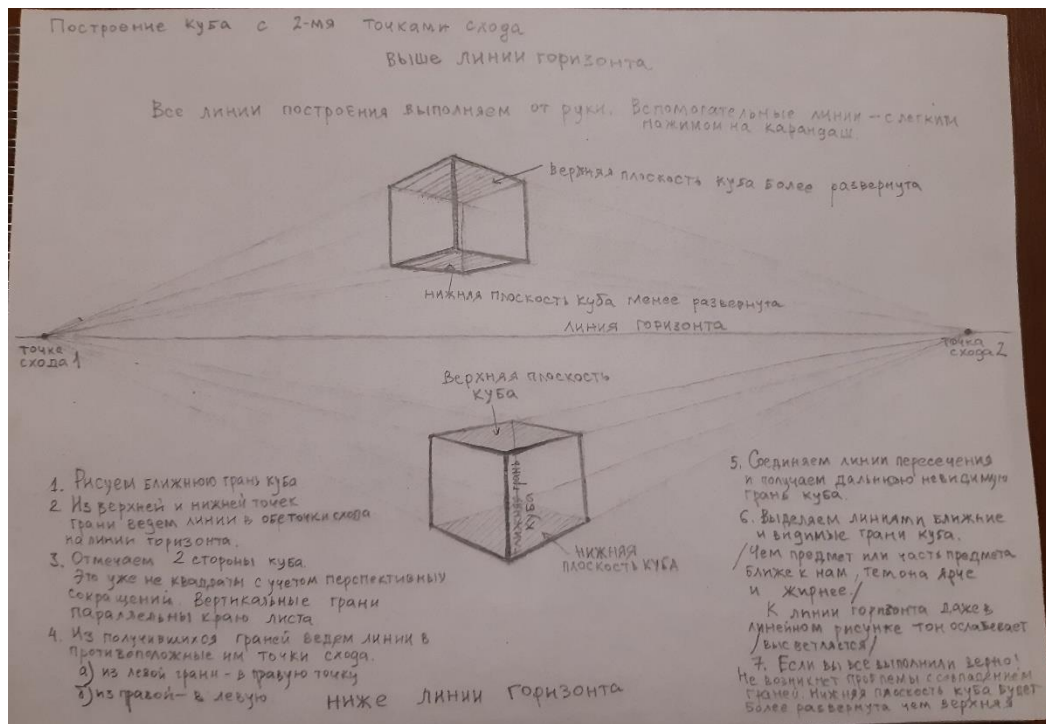 Построение куба с 2-мя точками схода
выше линии горизонта.
Все линии построения выполняем от руки. Вспомогательные линии – с легким
нажимом на карандаш.
Верхняя плоскость куба более развернута
нижняя плоскость куба менее развернута
линия горизонта
точка
схода 1
точка
схода 2
Верхняя плоскость
куба
ближняя грань
куба
нижняя
плоскость куба
1. Рисуем ближнюю грань куба
2 Из верхней и нижней точек
грани ведем линии в обе точки схода
на линии горизонта.
3. Отмечаем 2 стороны куба.
Это уже не квадраты с учетом перспективных
сокращений. Вертикальные грани
параллельны краю листа
4. Из получившихся граней ведем линии в
противоположные им точки схода.
а) из левой грани – в правую точку
б) из правой – в левую
ниже линии горизонта
5. Соединяем линии пересечения
и получаем дальнюю невидимую
грань куба.
6. Выделаем линиями ближние
и видимые грани куба.
/Чем предмет или часть предмета
ближе к нам, тем она ярче
и жирнее./
К линии горизонта даже в
линейном рисунке тон ослабевает
/высветляется/
7. Если вы все выполнили верно!
Не возникнет проблемы с совпадением
граней. Нижняя плоскость куба будет
более развернута чем верхняя